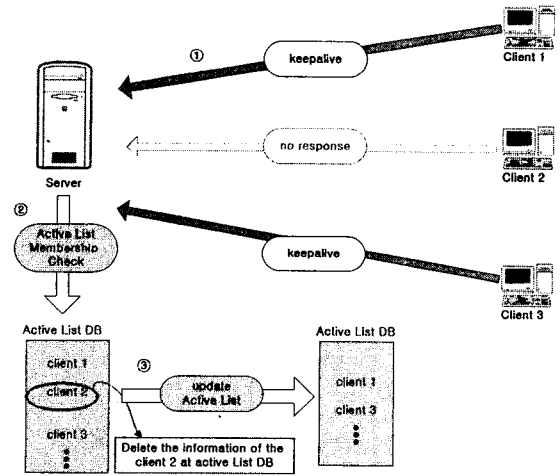 ①
keepalive
Client 1
no response
Client 2
Server
②
Active List
Membership
Check
keepalive
Client 3
Active List DB
client 1
client 2
client 3
③
update
Active List
Delete the information of the
client 2 at active List DB
Active List DB
client 1
client 3